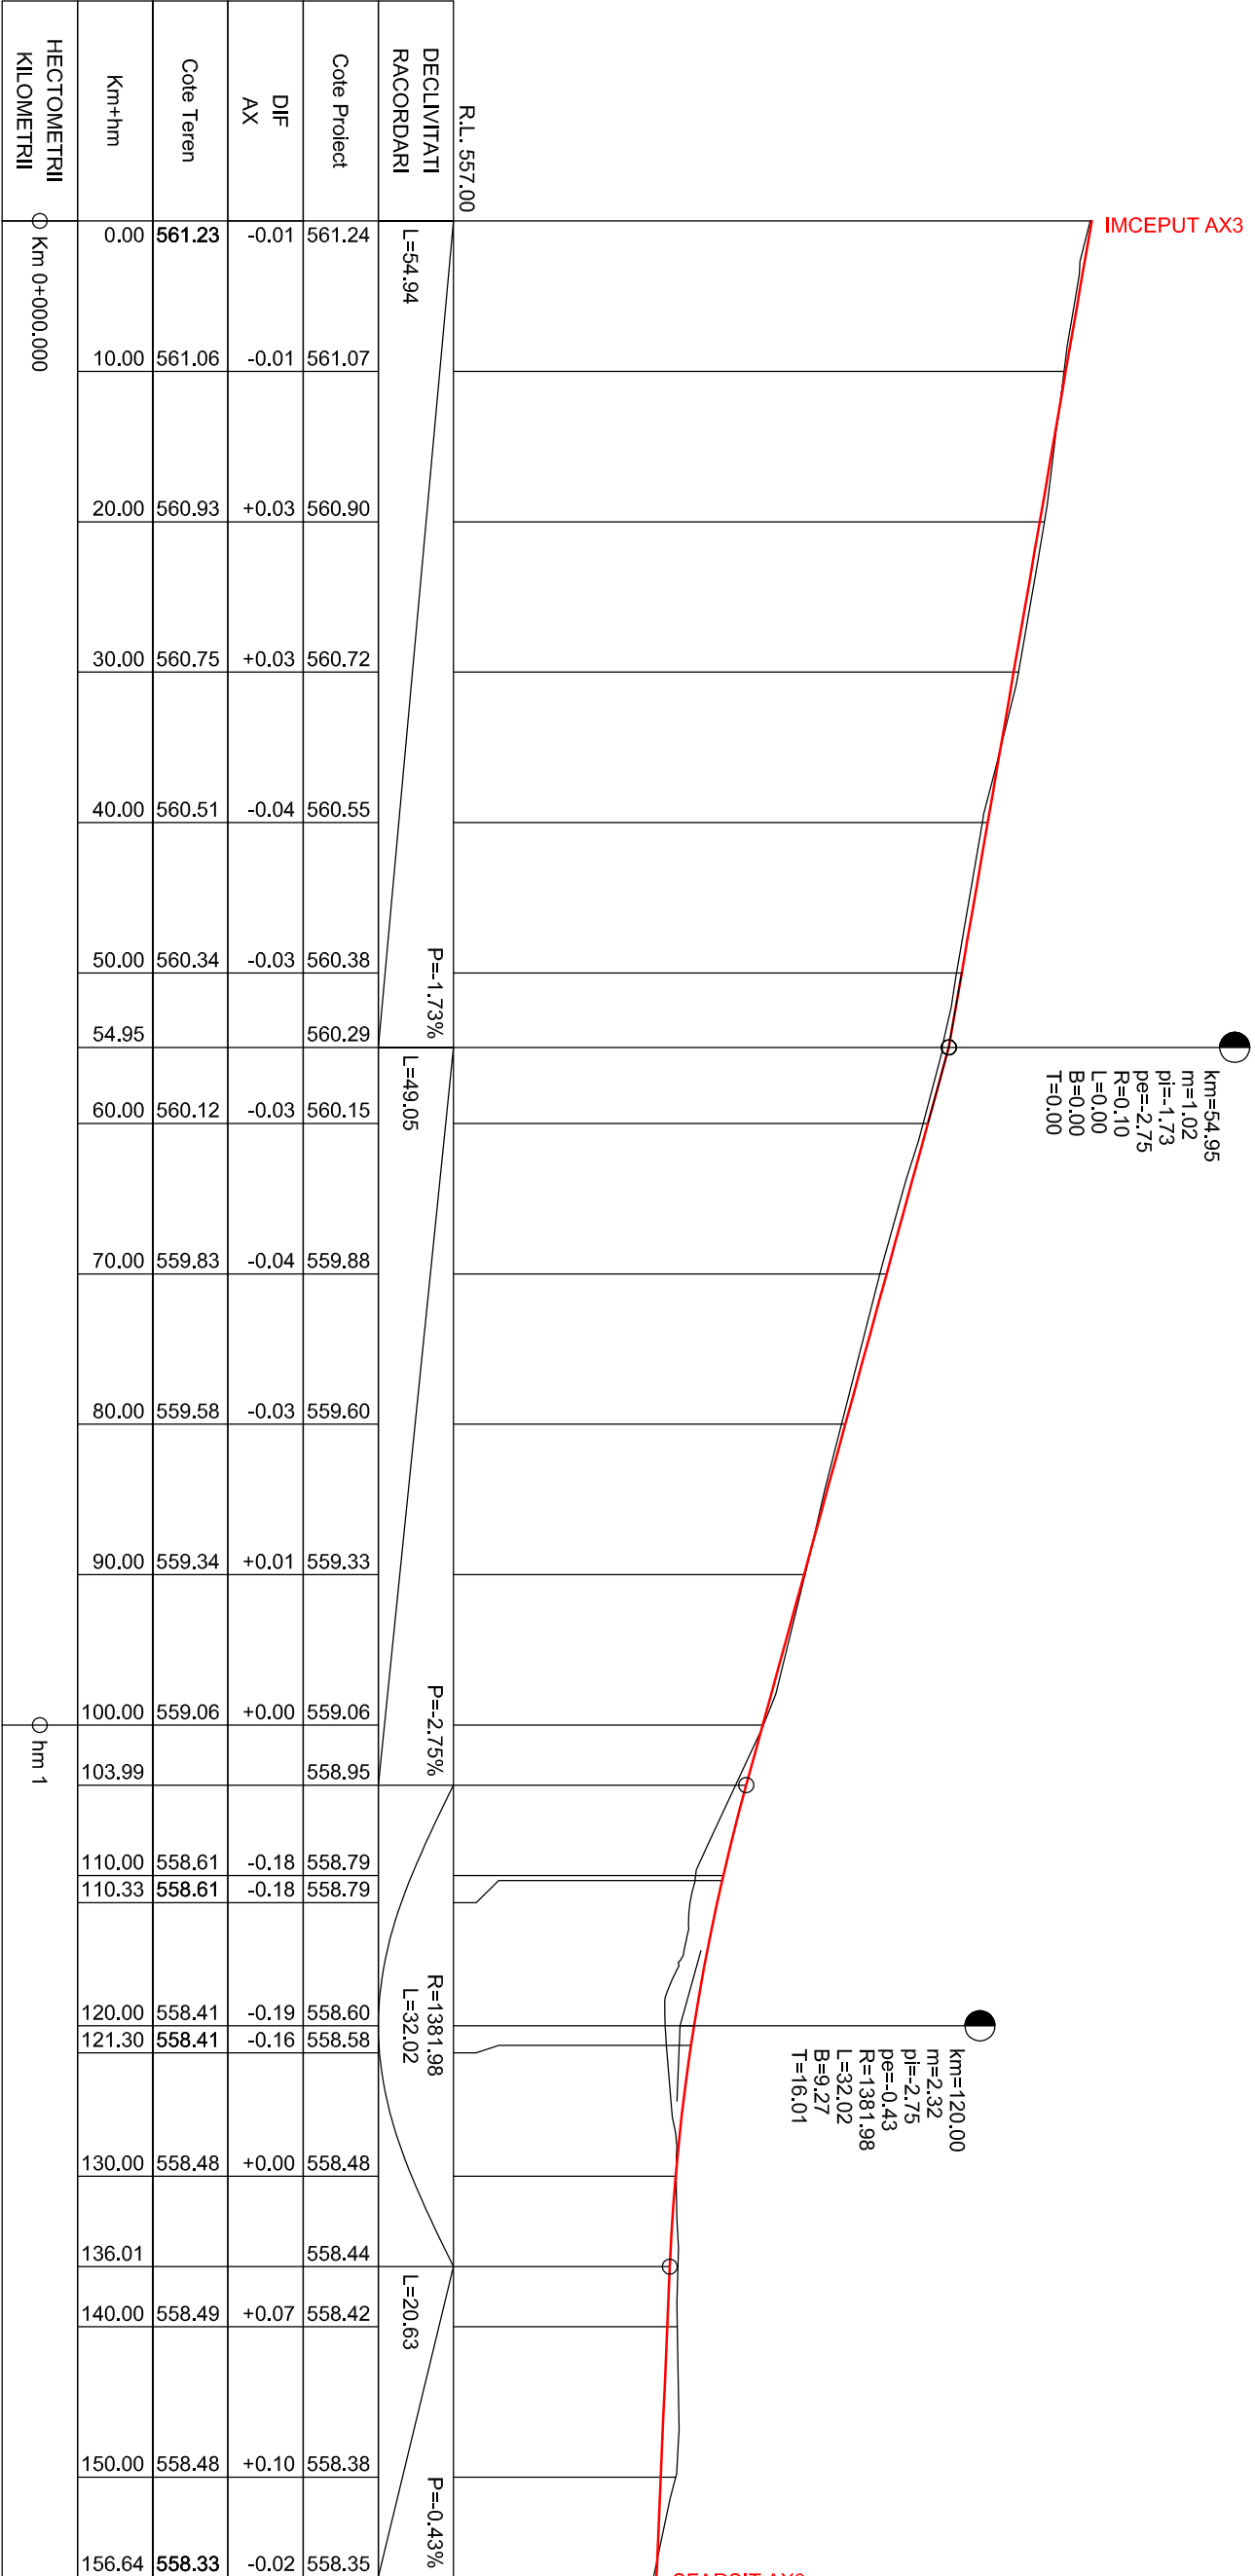 IMCEPUT AX3
km=54.95
m=1.02
pi=-1.73
pe=-2.75
R=0.10
L=0.00
B=0.00
T=0.00
km=120.00
m=2.32
pi=-2.75
pe=-0.43
R=1381.98
L=32.02
B=9.27
T=16.01
R.L. 557.00
DECLIVITATI
RACORDARI
L=54.94
P=-1.73%
L=49.05
P=-2.75%
R=1381.98
L=32.02
L=20.63
P=-0.43%
Cote Proiect
561.24 561.07 560.90 560.72 560.55 560.38 560.29 560.15 559.88 559.60 559.33 559.06 558.95 558.79 558.79 558.60 558.58 558.48 558.44 558.42 558.38 558.35
DIF
AX
-0.01 -0.01 +0.03 +0.03 -0.04 -0.03 -0.03 -0.04 -0.03 +0.01 +0.00 -0.18 -0.18 -0.19 -0.16 +0.00 +0.07 +0.10 -0.02
Cote Teren
561.23 561.06 560.93 560.75 560.51 560.34 560.12 559.83 559.58 559.34 559.06 558.61 558.61 558.41 558.41 558.48 558.49 558.48 558.33
Km+hm
0.00 10.00 20.00 30.00 40.00 50.00 54.95 60.00 70.00 80.00 90.00 100.00 103.99 110.00 110.33 120.00 121.30 130.00 136.01 140.00 150.00 156.64
HECTOMETRII
KILOMETRII
Km 0+000.000
hm 1